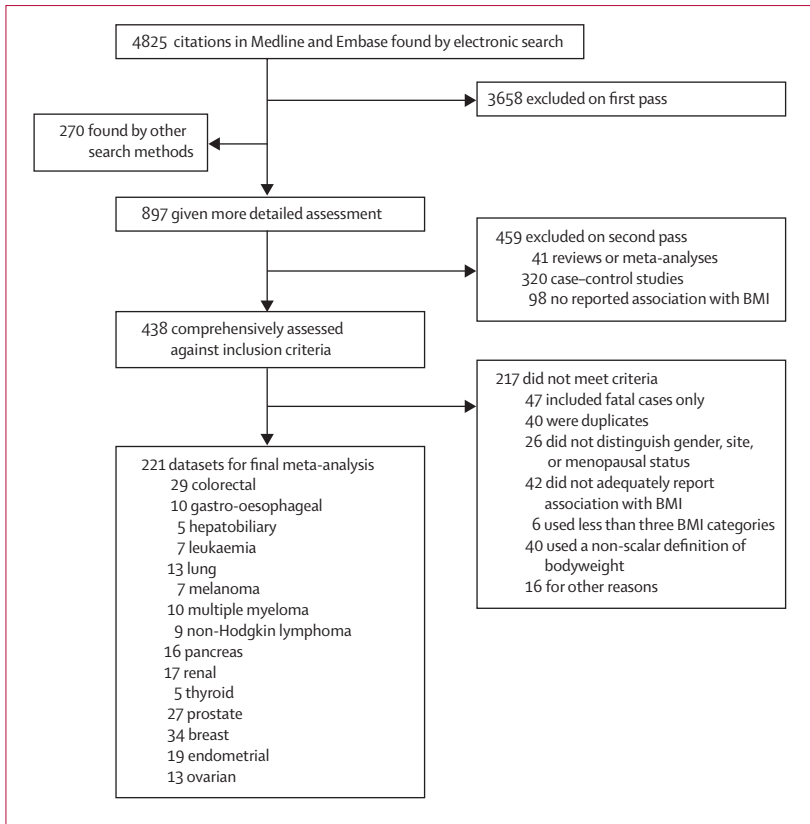 4825 citations in Medline and Embase found by electronic search
3658 excluded on first pass
270 found by other
search methods
897 given more detailed assessment
459 excluded on second pass
41 reviews or meta-analyses
320 case–control studies
98 no reported association with BMI
438 comprehensively assessed
against inclusion criteria
217 did not meet criteria
47 included fatal cases only
40 were duplicates
26 did not distinguish gender, site,
or menopausal status
42 did not adequately report
association with BMI
6 used less than three BMI categories
40 used a non-scalar definition of
bodyweight
16 for other reasons
221 datasets for final meta-analysis
29 colorectal
10 gastro-oesophageal
5 hepatobiliary
7 leukaemia
13 lung
7 melanoma
10 multiple myeloma
9 non-Hodgkin lymphoma
16 pancreas
17 renal
5 thyroid
27 prostate
34 breast
19 endometrial
13 ovarian